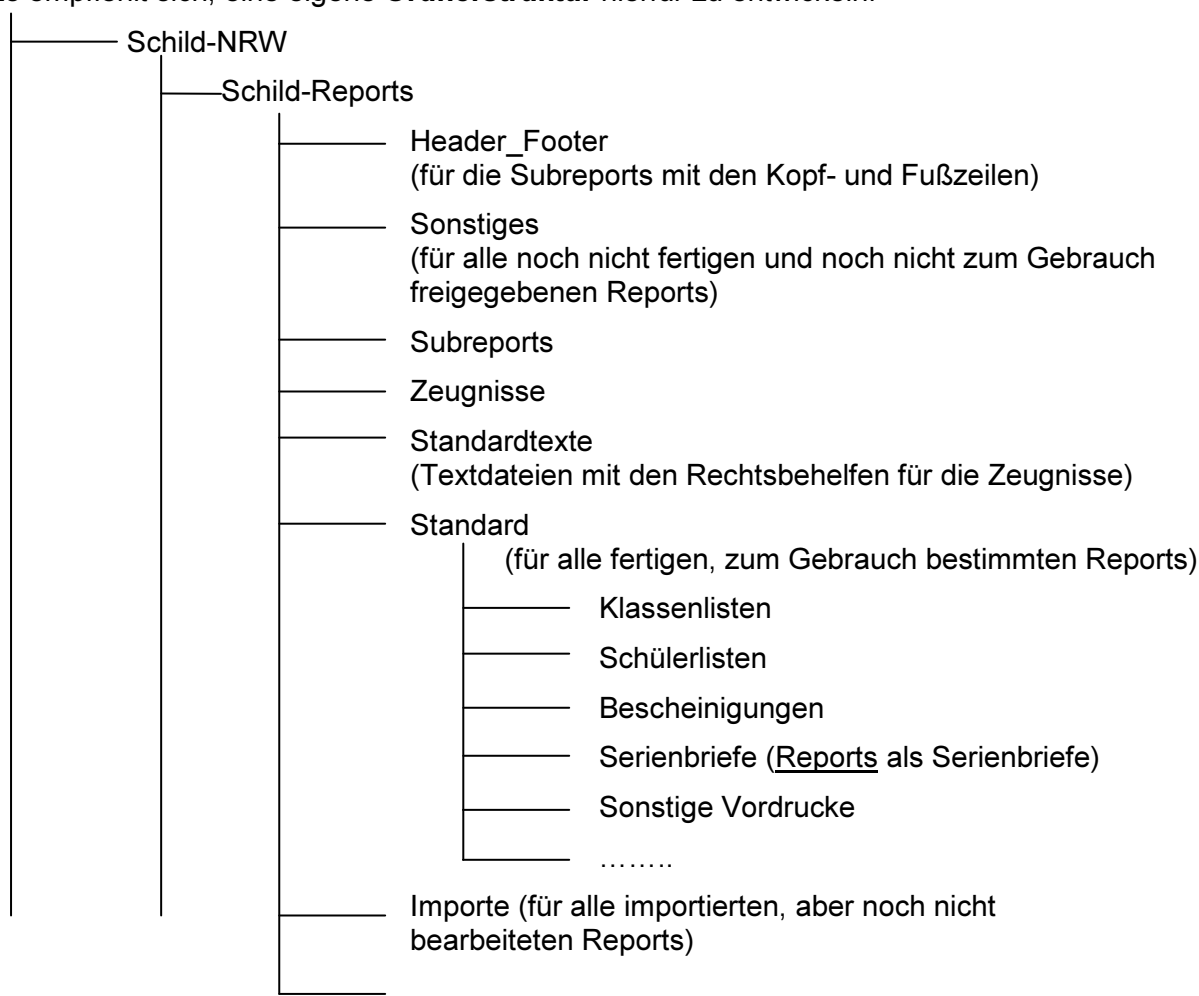 Schild-NRW
Schild-Reports
Header_Footer
(für die Subreports mit den Kopf- und Fußzeilen)
Sonstiges
(für alle noch nicht fertigen und noch nicht zum Gebrauch
freigegebenen Reports)
Subreports
Zeugnisse
Standardtexte
(Textdateien mit den Rechtsbehelfen für die Zeugnisse)
Standard
(für alle fertigen, zum Gebrauch bestimmten Reports)
Klassenlisten
Schülerlisten
Bescheinigungen
Serienbriefe (Reports als Serienbriefe)
Sonstige Vordrucke
……..
Importe (für alle importierten, aber noch nicht
bearbeiteten Reports)